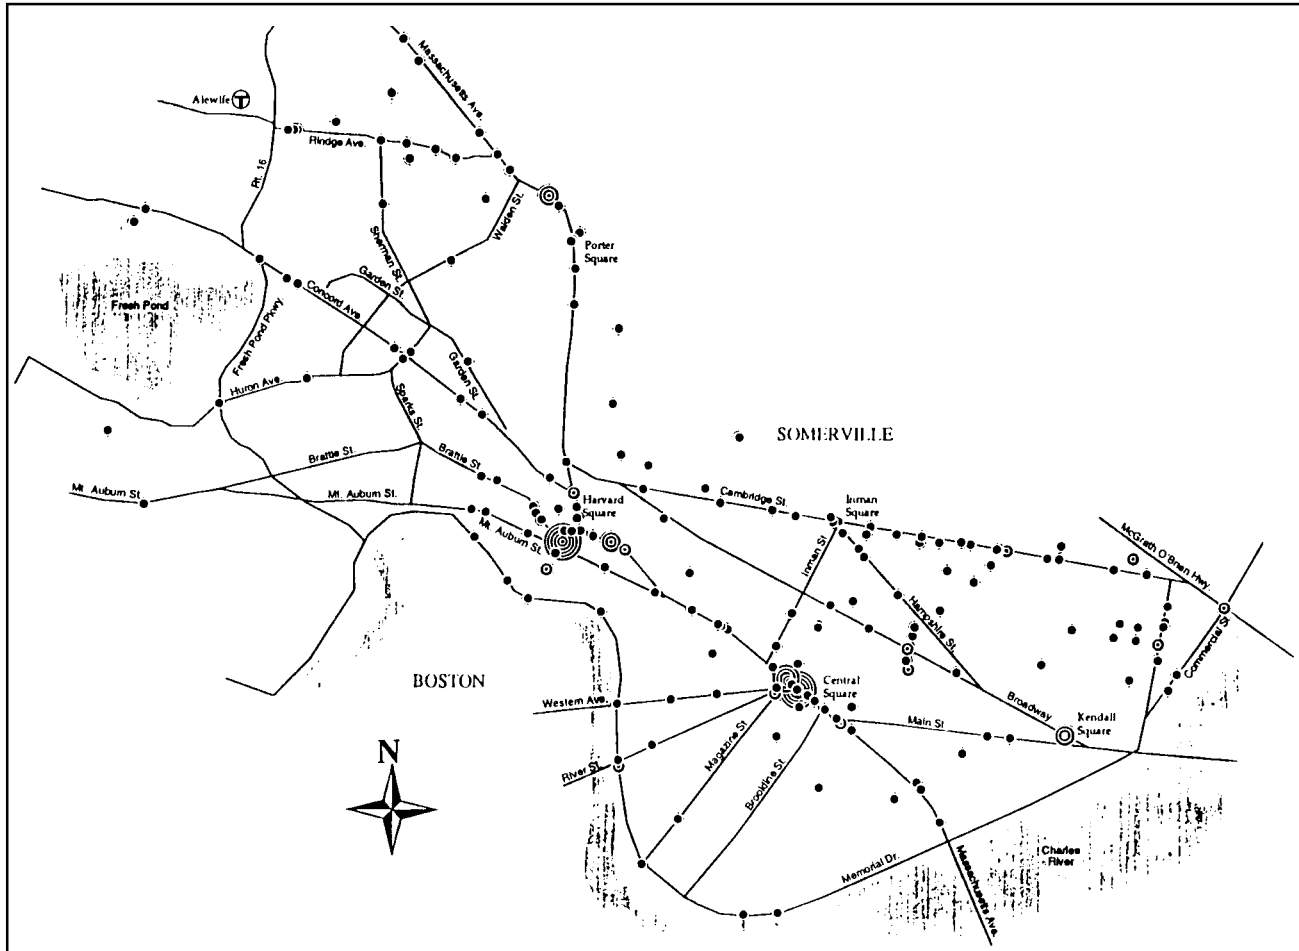 Massachusetts Ave.
Alewife T
Rindge Ave.
Rt. 16
Walden St.
Sherman St.
Porter
Square
Garden St.
Concord Ave.
Fresh Pond
Fresh Pond Pkwy.
Garden St.
Huron Ave.
Sparks St.
SOMERVILLE
Brattle St.
Brattle St.
Mt. Auburn St.
Mt. Auburn St.
Mt. Auburn St.
Harvard
Square
Cambridge St.
Inman
Square
Inman St.
McGrath O'Brien Hwy.
Hampshire St.
Commercial St.
BOSTON
Central
Square
Western Ave.
Broadway
Main St.
Kendall
Square
River St.
Magazine St.
Brookline St.
N
Memorial Dr.
Charles
River
Massachusetts Ave.